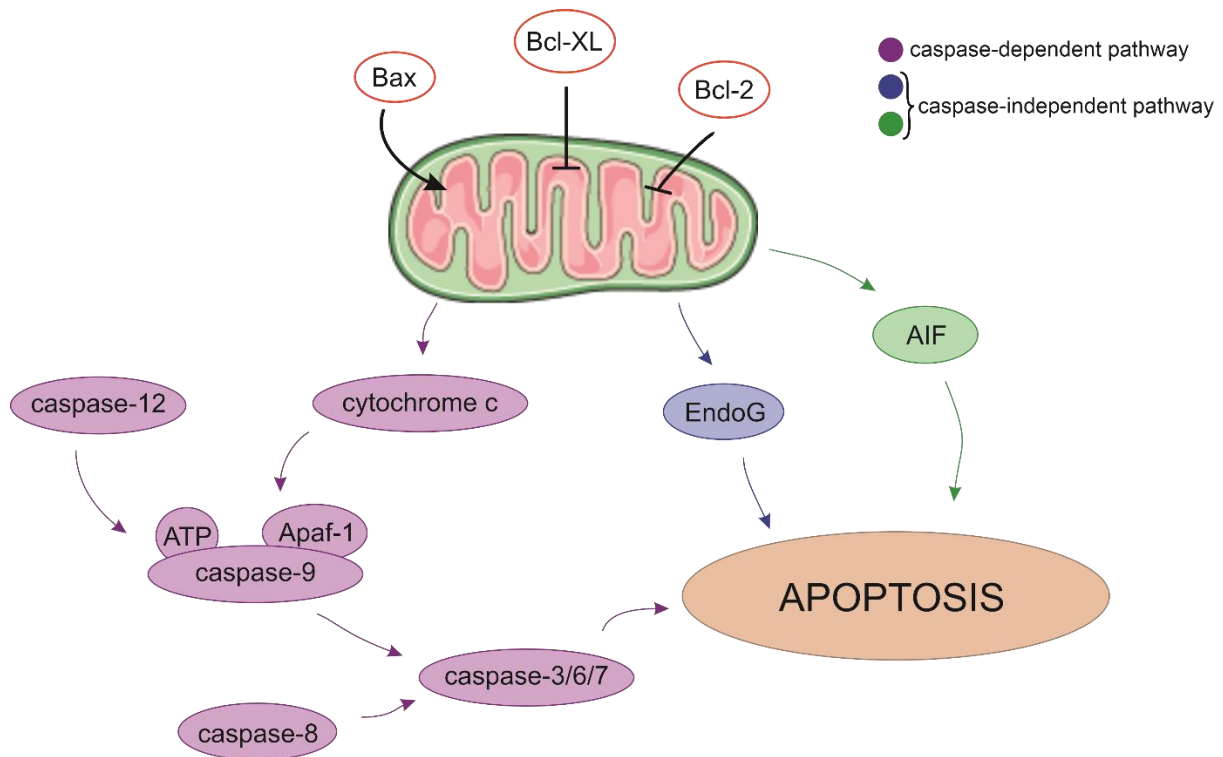 Bcl-XL
Bax
Bcl-2
caspase-dependent pathway
caspase-independent pathway
AIF
caspase-12
cytochrome c
EndoG
ATP
Apaf-1
caspase-9
APOPTOSIS
caspase-3/6/7
caspase-8